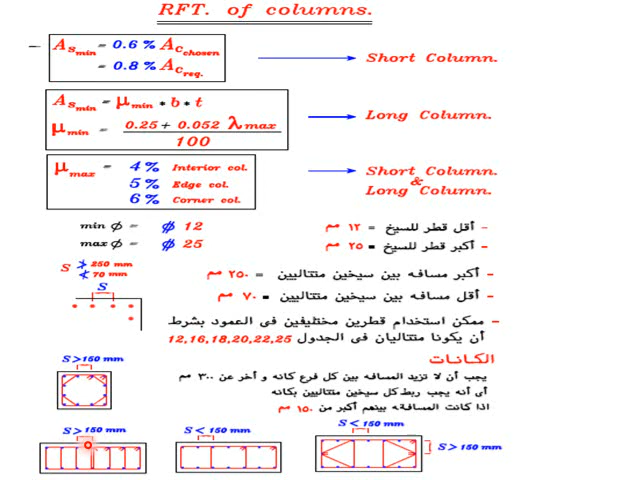 RFT. of columns.
A_s min = 0.6 % A_c chosen
= 0.8 % A_c req.
Short Column.
A_s min = μ min * b * t
μ min = 0.25 + 0.052 λ max / 100
Long Column.
μ max = 4% Interior col.
5% Edge col.
6% Corner col.
Short Column.
&
Long Column.
min ϕ = ϕ 12
- أقل قطر للسيخ = ١٢ مم
max ϕ = ϕ 25
- أكبر قطر للسيخ = ٢٥ مم
S ≯ 250 mm
≮ 70 mm
- أكبر مسافه بين سيخين متتاليين = ٢٥٠ مم
S
- أقل مسافه بين سيخين متتاليين = ٧٠ مم
- ممكن استخدام قطرين مختليفين فى العمود بشرط
أن يكونا متتاليان فى الجدول 12,16,18,20,22,25
الكانات
S > 150 mm
يجب أن لا تزيد المسافه بين كل فرع كانه و أخر عن ٣٠٠ مم
أى أنه يجب ربط كل سيخين متتاليين بكانه
اذا كانت المسافه بينهم أكبر من ١٥٠ مم
S > 150 mm
S < 150 mm
S < 150 mm
S > 150 mm